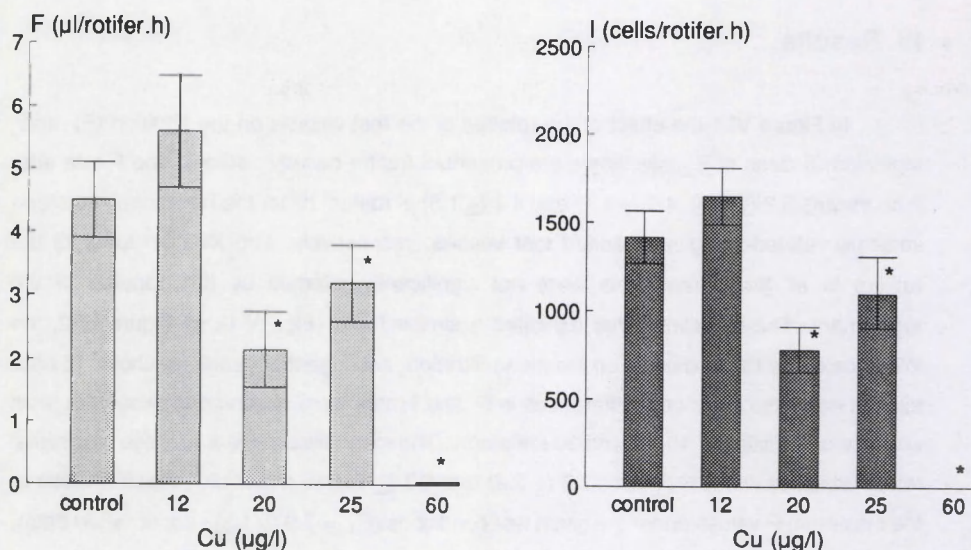 F (µl/rotifer.h)
7
6
5
4
3
2
1
0
control 12 20 25 60
* * *
Cu (µg/l)
I (cells/rotifer.h)
2500
2000
1500
1000
500
0
control 12 20 25 60
* * *
Cu (µg/l)